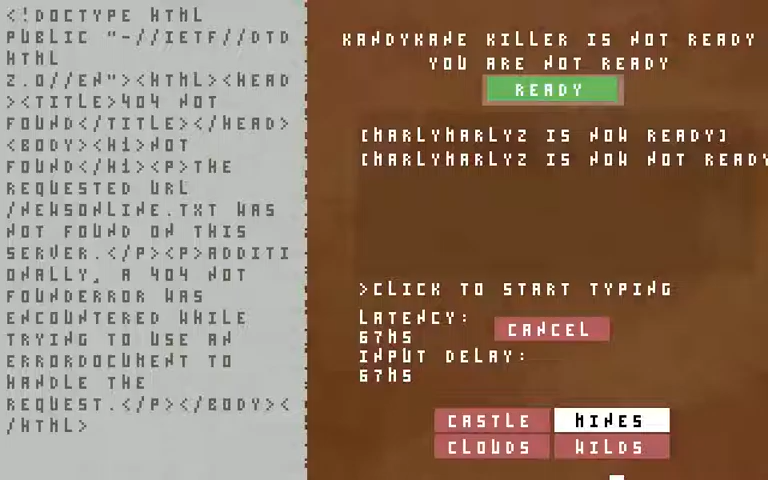 <!DOCTYPE HTML
PUBLIC "-//IETF//DTD
HTML
2.0//EN"><HTML><HEAD
><TITLE>404 NOT
FOUND</TITLE></HEAD>
<BODY><H1>NOT
FOUND</H1><P>THE
REQUESTED URL
/NEWSONLINE.TXT WAS
NOT FOUND ON THIS
SERVER.</P><P>ADDITI
ONALLY, A 404 NOT
FOUNDERROR WAS
ENCOUNTERED WHILE
TRYING TO USE AN
ERRORDOCUMENT TO
HANDLE THE
REQUEST.</P></BODY><
/HTML>
KANDYKANE KILLER IS NOT READY
YOU ARE NOT READY
READY
[HARLYMARLYZ IS NOW READY]
[HARLYMARLYZ IS NOW NOT READY
>CLICK TO START TYPING
LATENCY:
67MS
CANCEL
INPUT DELAY:
67MS
CASTLE
MINES
CLOUDS
WILDS